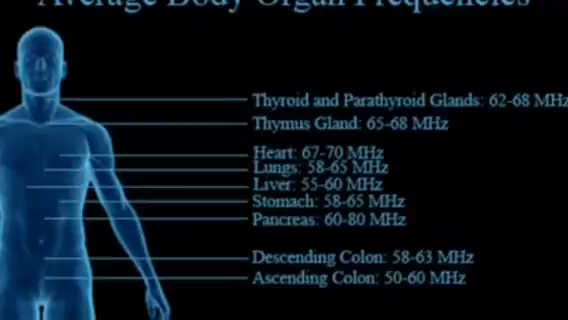 Average Body Organ Frequencies
Thyroid and Parathyroid Glands: 62-68 MHz
Thymus Gland: 65-68 MHz
Heart: 67-70 MHz
Lungs: 58-65 MHz
Liver: 55-60 MHz
Stomach: 58-65 MHz
Pancreas: 60-80 MHz
Descending Colon: 58-63 MHz
Ascending Colon: 50-60 MHz